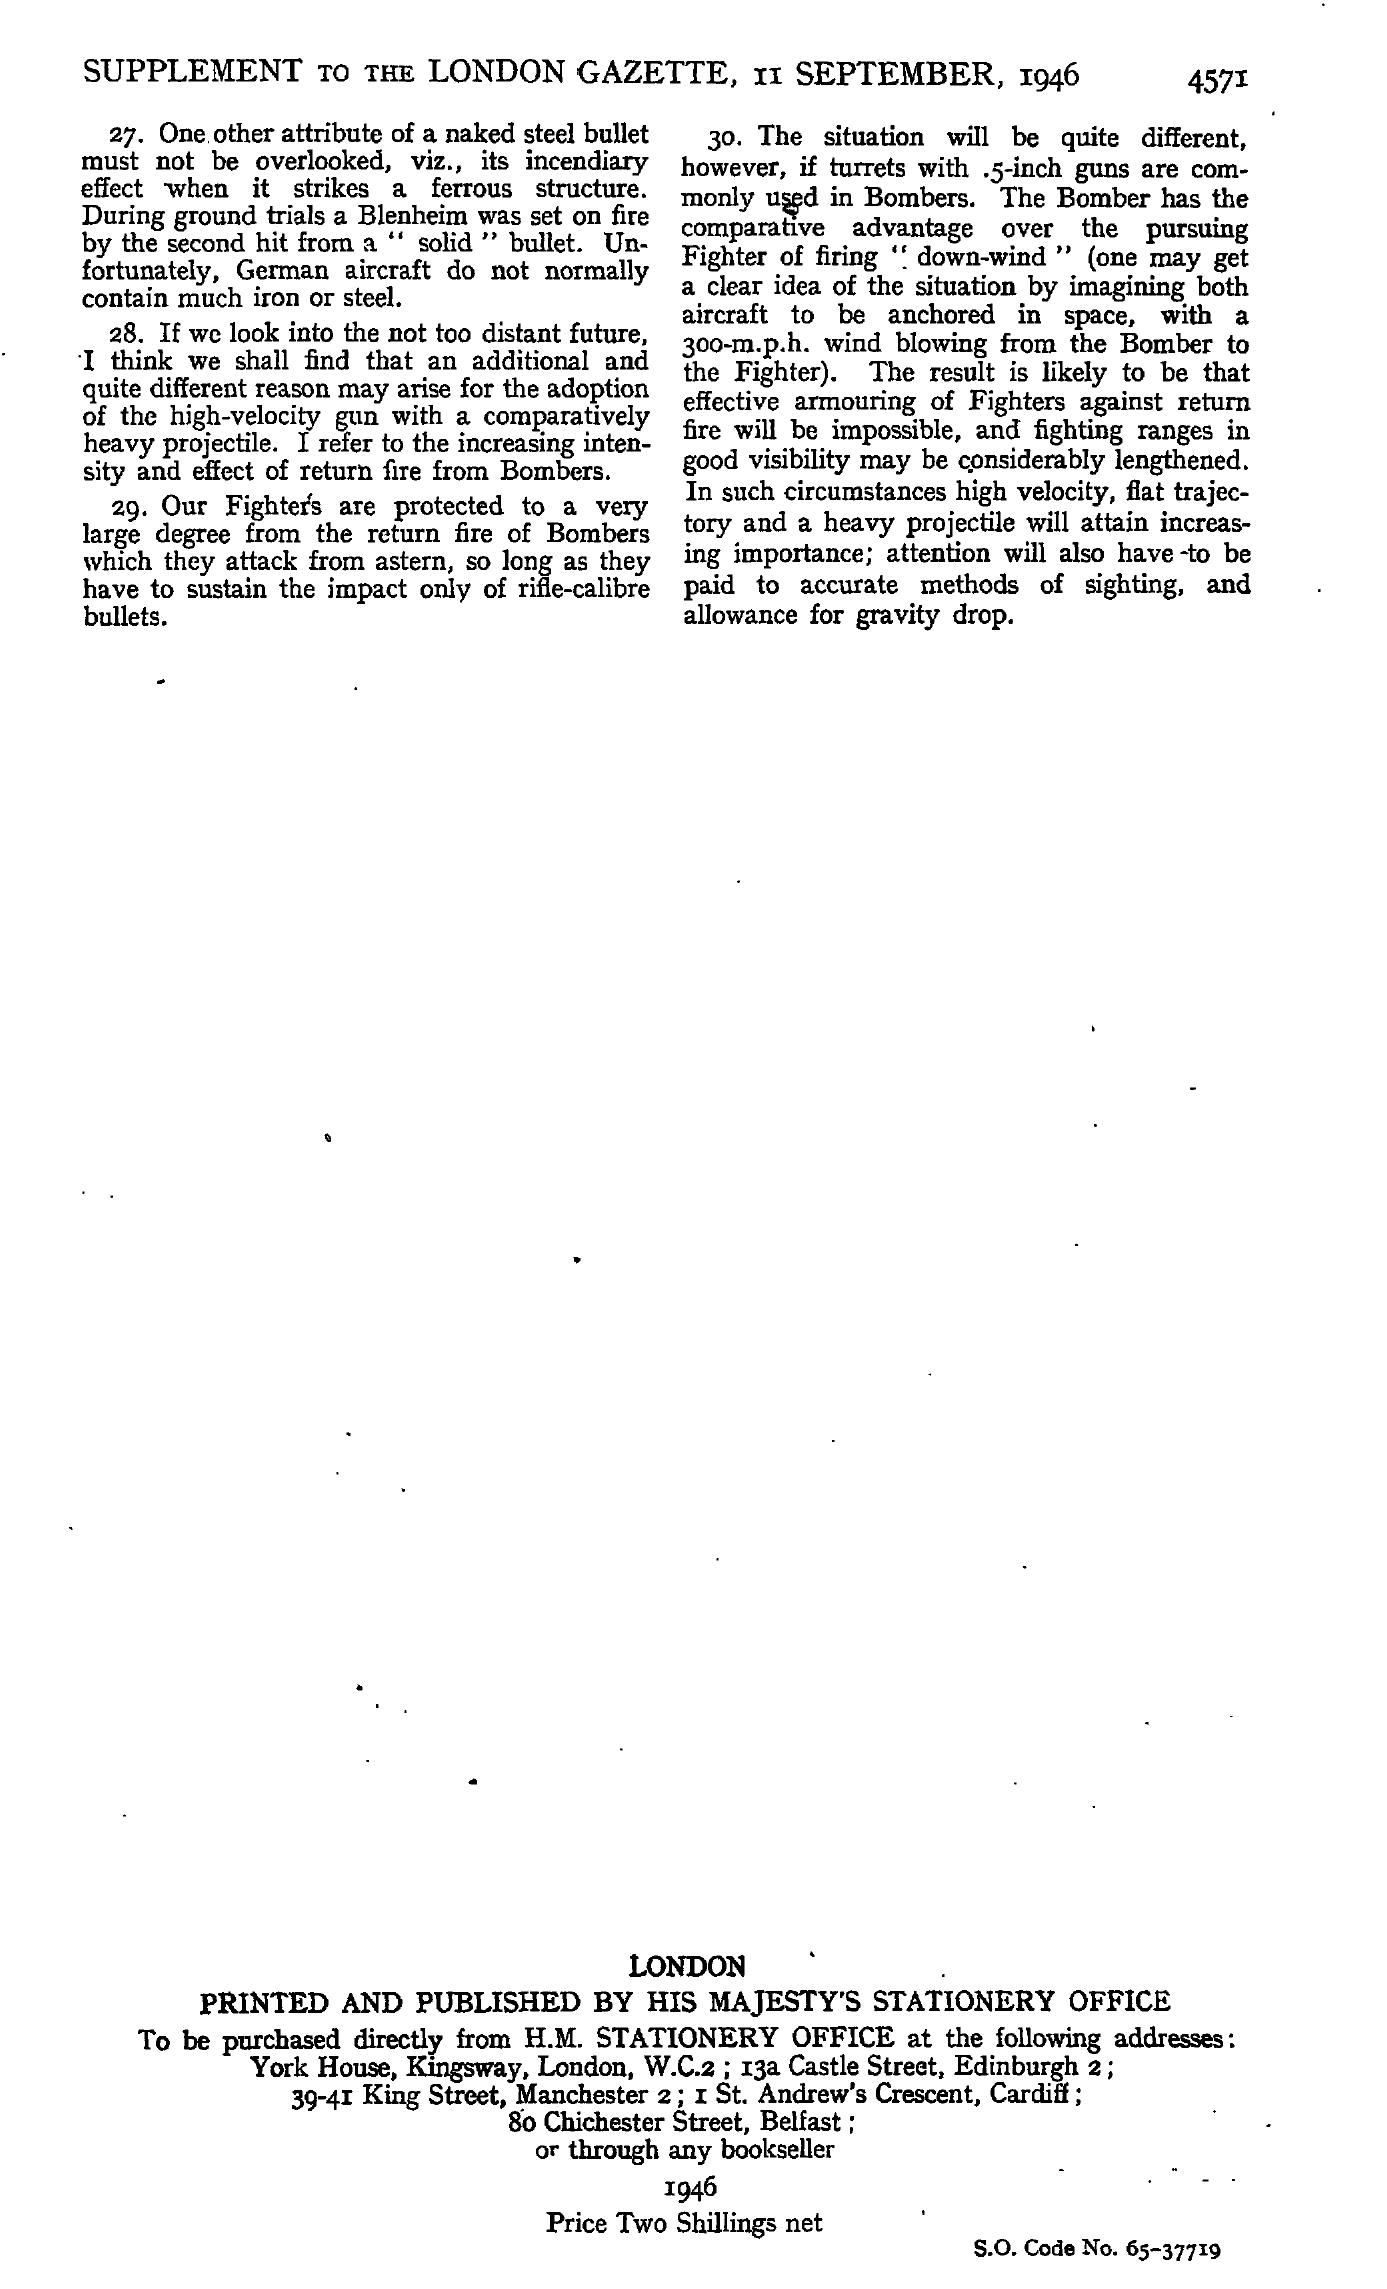 SUPPLEMENT TO THE LONDON GAZETTE, 11 SEPTEMBER, 1946 4571
27. One other attribute of a naked steel bullet
must not be overlooked, viz., its incendiary
effect when it strikes a ferrous structure.
During ground trials a Blenheim was set on fire
by the second hit from a " solid " bullet. Un-
fortunately, German aircraft do not normally
contain much iron or steel.
28. If we look into the not too distant future,
I think we shall find that an additional and
quite different reason may arise for the adoption
of the high-velocity gun with a comparatively
heavy projectile. I refer to the increasing inten-
sity and effect of return fire from Bombers.
29. Our Fighters are protected to a very
large degree from the return fire of Bombers
which they attack from astern, so long as they
have to sustain the impact only of rifle-calibre
bullets.
30. The situation will be quite different,
however, if turrets with .5-inch guns are com-
monly used in Bombers. The Bomber has the
comparative advantage over the pursuing
Fighter of firing " down-wind " (one may get
a clear idea of the situation by imagining both
aircraft to be anchored in space, with a
300-m.p.h. wind blowing from the Bomber to
the Fighter). The result is likely to be that
effective armouring of Fighters against return
fire will be impossible, and fighting ranges in
good visibility may be considerably lengthened.
In such circumstances high velocity, flat trajec-
tory and a heavy projectile will attain increas-
ing importance; attention will also have to be
paid to accurate methods of sighting, and
allowance for gravity drop.
LONDON
PRINTED AND PUBLISHED BY HIS MAJESTY'S STATIONERY OFFICE
To be purchased directly from H.M. STATIONERY OFFICE at the following addresses:
York House, Kingsway, London, W.C.2 ; 13a Castle Street, Edinburgh 2 ;
39-41 King Street, Manchester 2 ; 1 St. Andrew's Crescent, Cardiff ;
80 Chichester Street, Belfast ;
or through any bookseller
1946
Price Two Shillings net
S.O. Code No. 65-37719